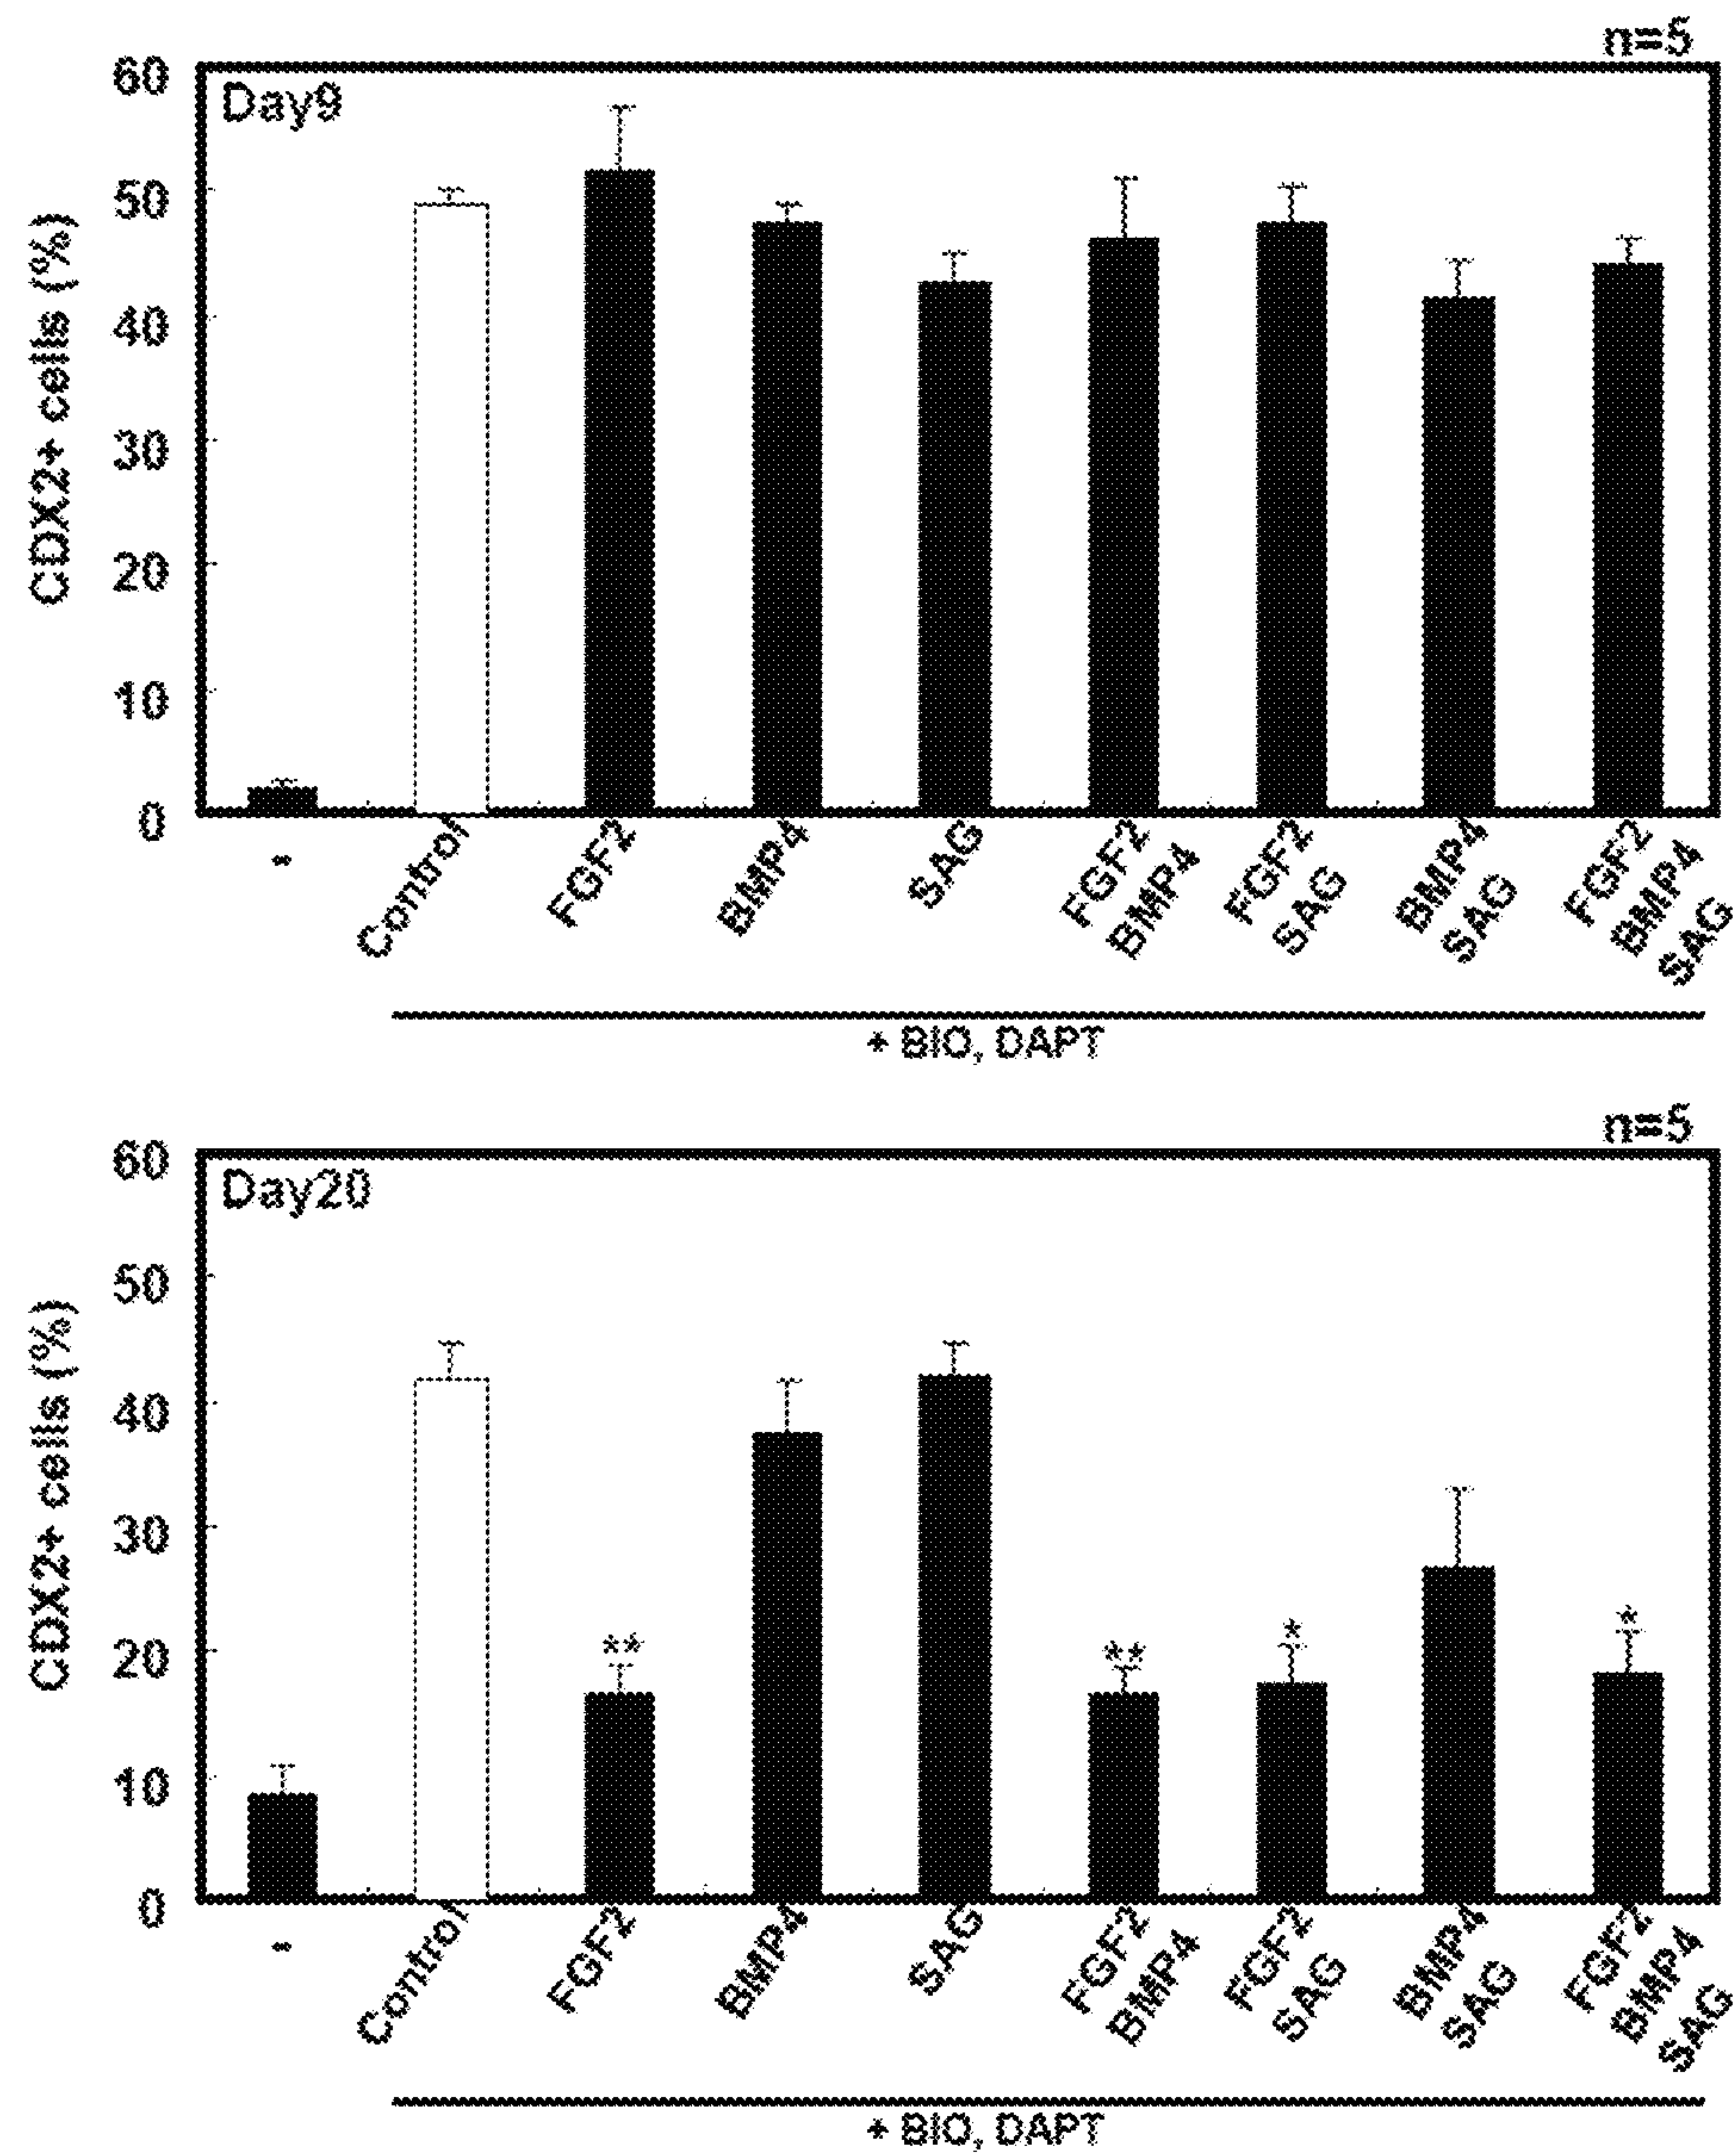 n=5
Day9
CDX2+ cells (%)
60
50
40
30
20
10
0
-
Control
FGF2
BMP4
SAG
FGF2
BMP4
FGF2
SAG
BMP4
SAG
FGF2
BMP4
SAG
+ BIO, DAPT
n=5
Day20
CDX2+ cells (%)
60
50
40
30
20
10
0
**
**
*
*
-
Control
FGF2
BMP4
SAG
FGF2
BMP4
FGF2
SAG
BMP4
SAG
FGF2
BMP4
SAG
+ BIO, DAPT